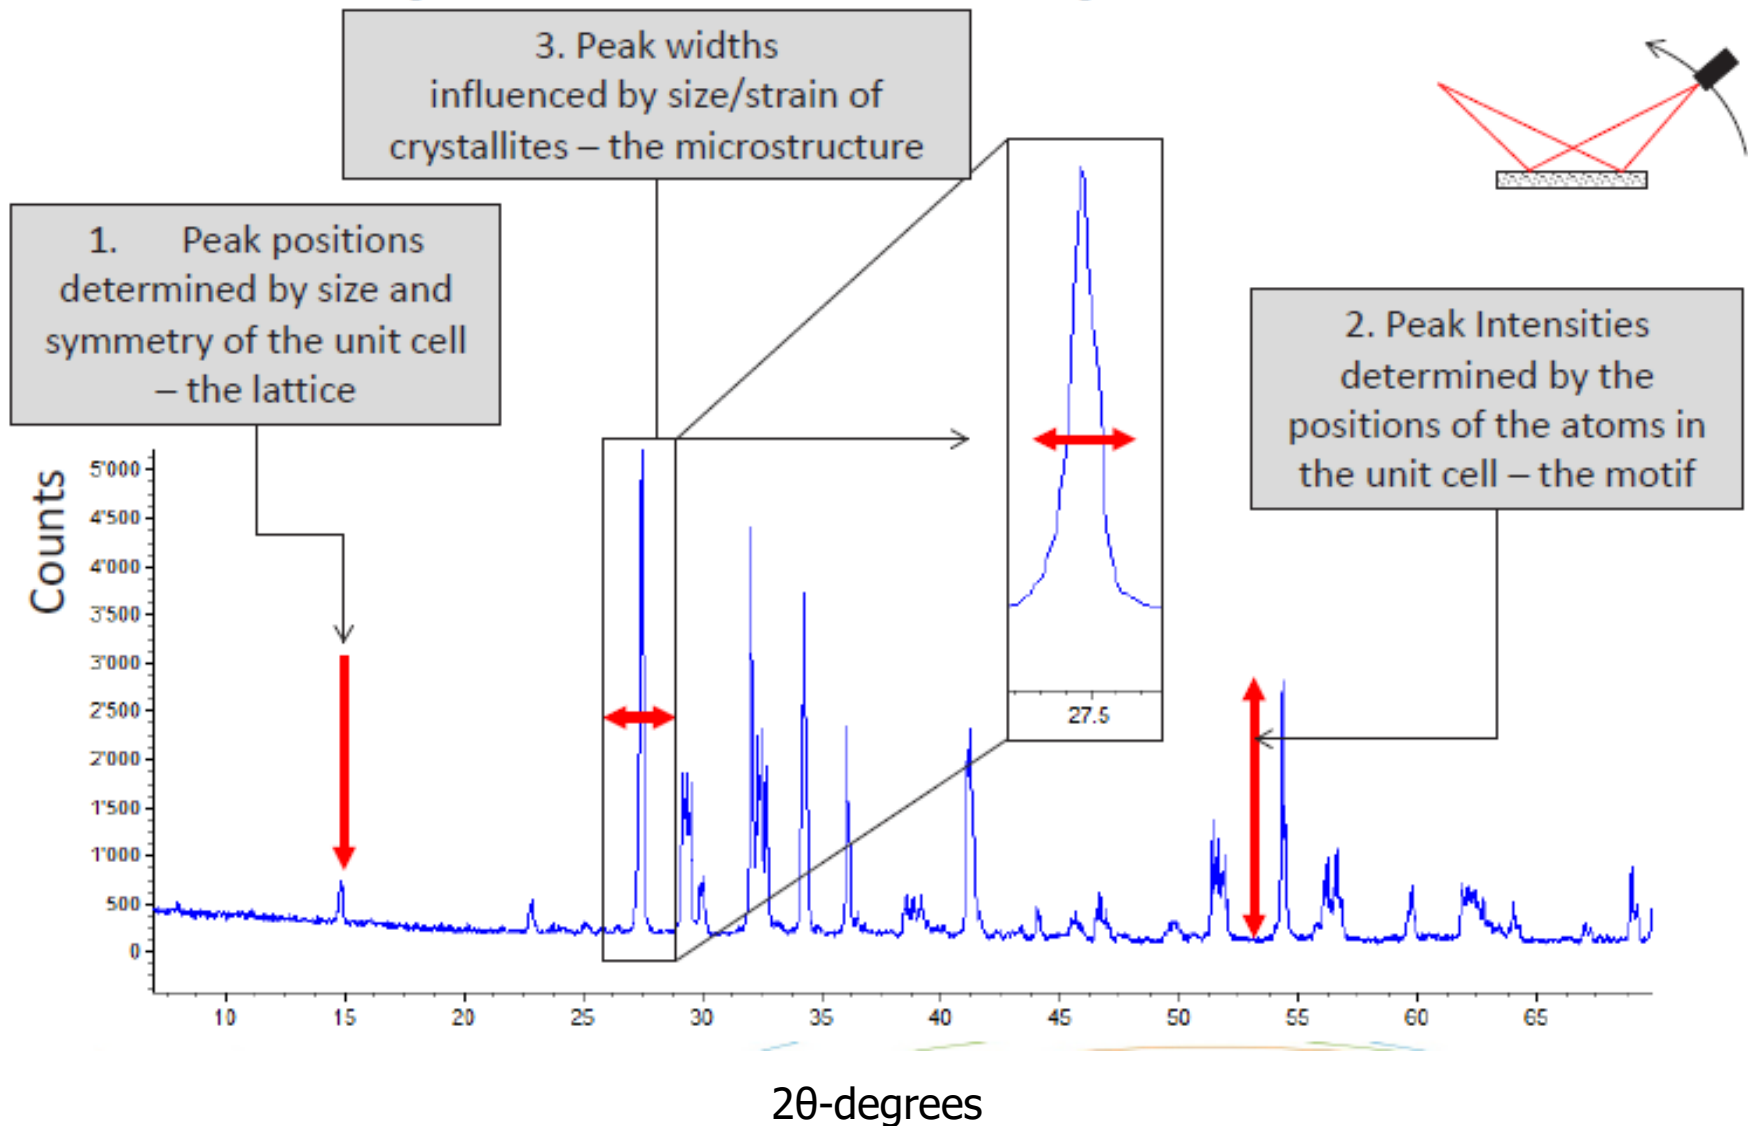 3. Peak widths
influenced by size/strain of
crystallites – the microstructure
1. Peak positions
determined by size and
symmetry of the unit cell
– the lattice
2. Peak Intensities
determined by the
positions of the atoms in
the unit cell – the motif
27.5
Counts
5'000
4'500
4'000
3'500
3'000
2'500
2'000
1'500
1'000
500
0
10 15 20 25 30 35 40 45 50 55 60 65
2θ-degrees